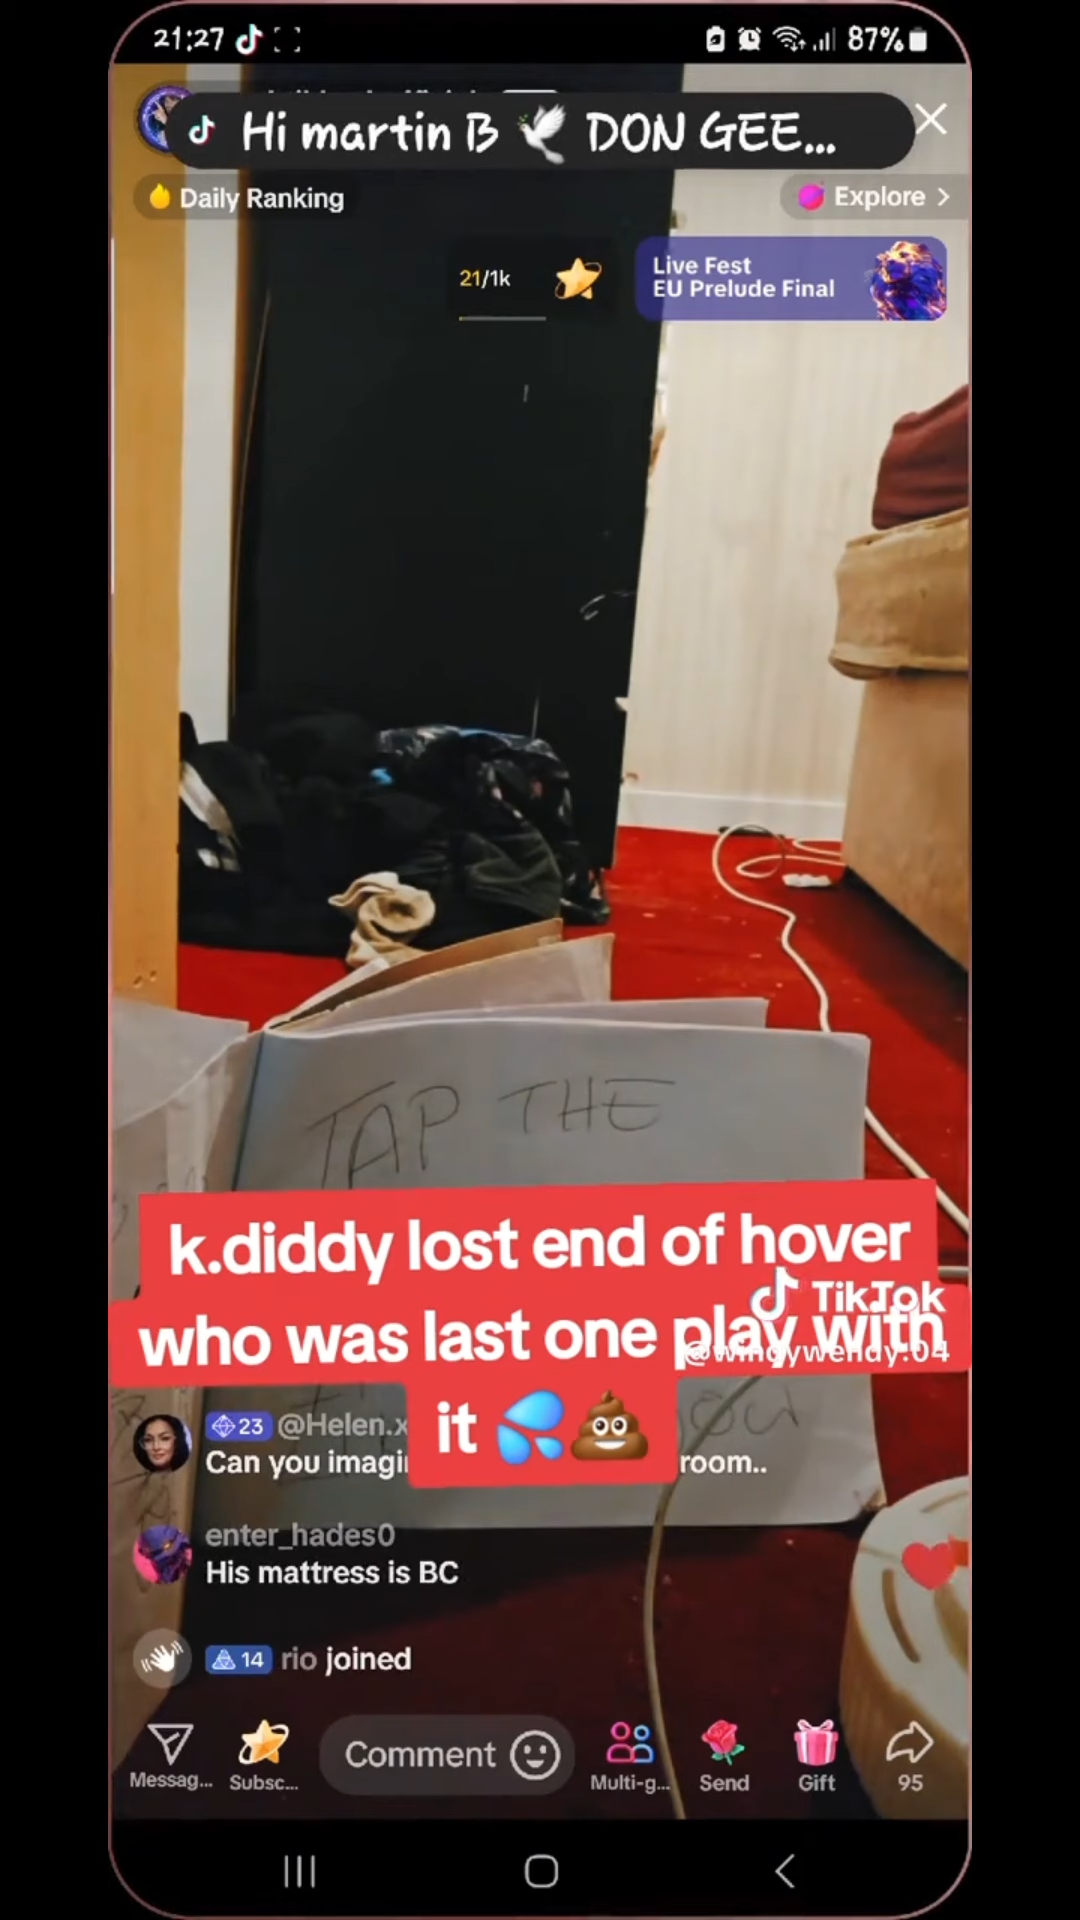 21:27
87%
Hi martin B 🕊 DON GEE...
Daily Ranking
Explore >
21/1k
Live Fest
EU Prelude Final
TAP THE
k.diddy lost end of hover
who was last one play with
it 💦💩
TikTok
@windywendy.04
23 @Helen.x
Can you imagi
room..
enter_hades0
His mattress is BC
14 rio joined
Messag...
Subsc...
Comment
Multi-g...
Send
Gift
95